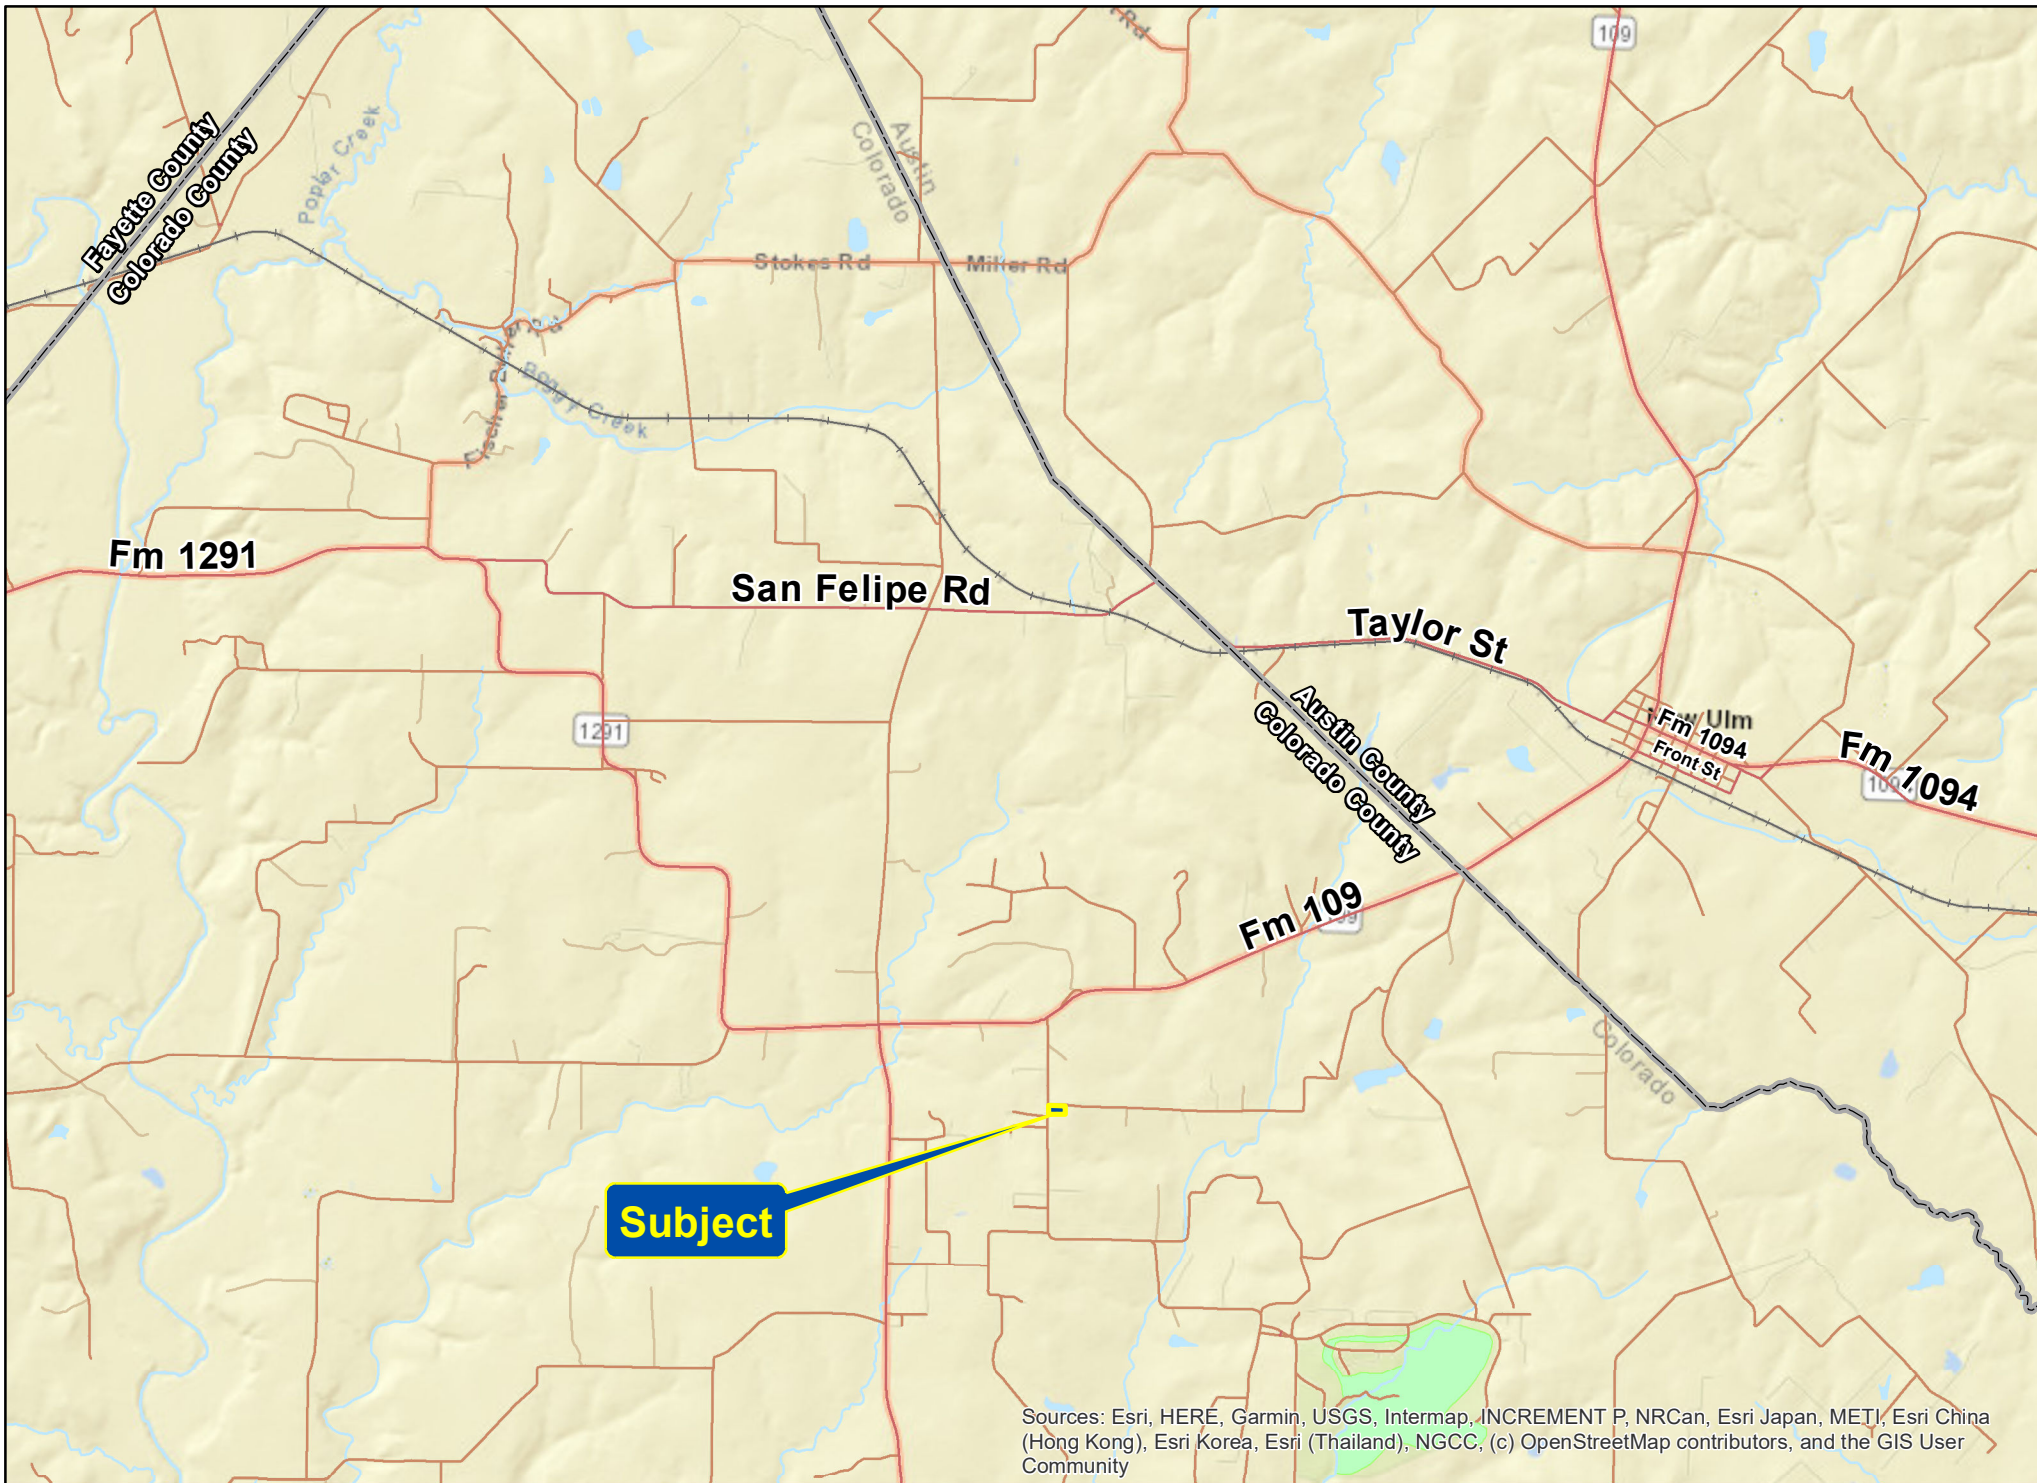 Rd
109
Fayette County
Colorado County
Popler Creek
Austin
Colorado
Stokes Rd
Miller Rd
Boggy Creek
Fm 1291
San Felipe Rd
Taylor St
1291
Austin County
Colorado County
Ulm
Fm 1094
Front St
Fm 1094
Fm 109
Colorado
Subject
Sources: Esri, HERE, Garmin, USGS, Intermap, INCREMENT P, NRCan, Esri Japan, METI, Esri China
(Hong Kong), Esri Korea, Esri (Thailand), NGCC, (c) OpenStreetMap contributors, and the GIS User
Community